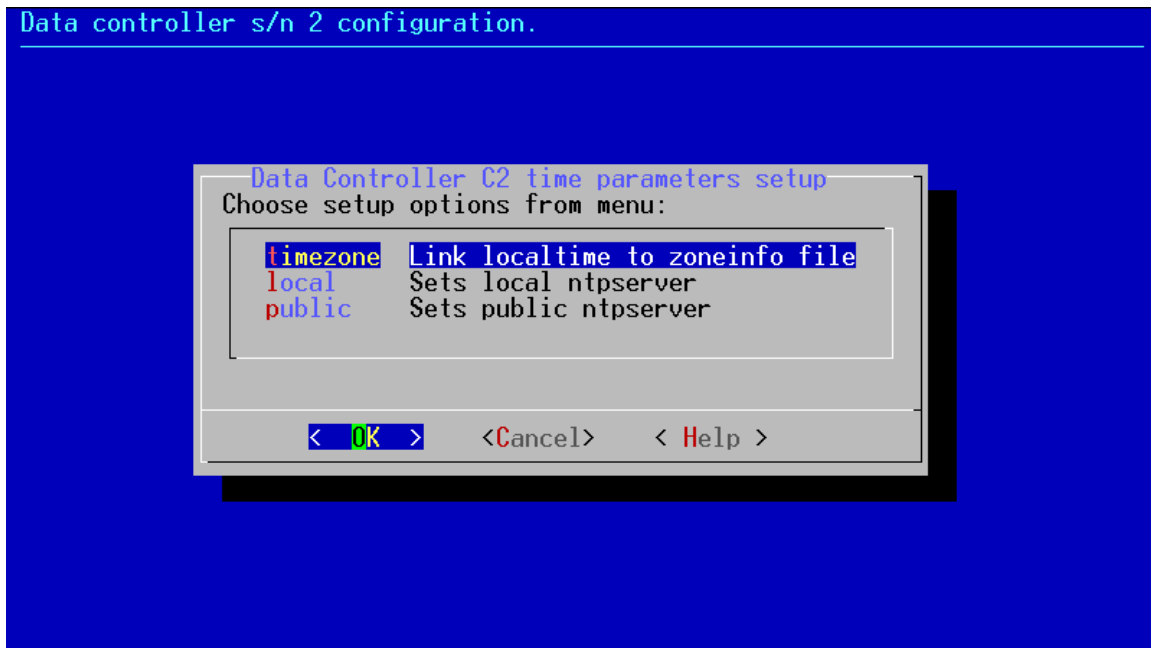 Data controller s/n 2 configuration.
Data Controller C2 time parameters setup
Choose setup options from menu:
timezone Link localtime to zoneinfo file
local Sets local ntpserver
public Sets public ntpserver
< OK > <Cancel> < Help >